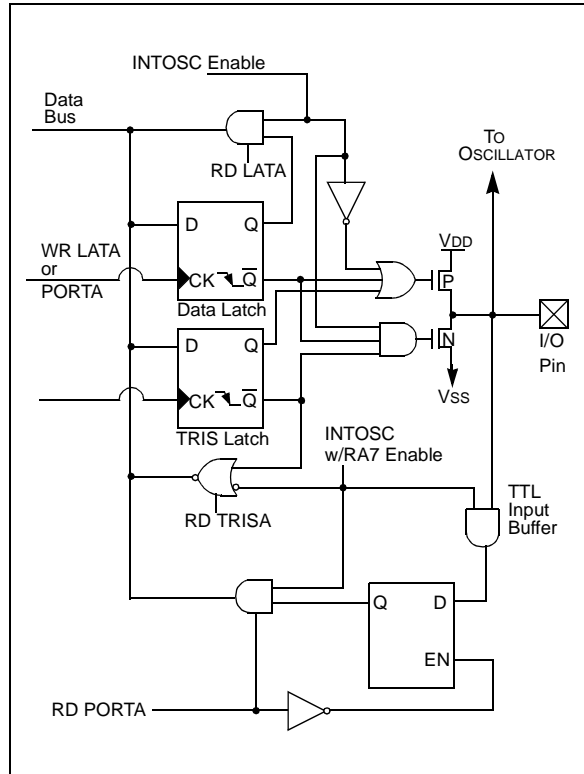 INTOSC Enable
Data
Bus
RD LATA
TO
OSCILLATOR
D
Q
WR LATA
or
PORTA
CK
Q
Data Latch
VDD
P
D
Q
N
I/O
Pin
CK
Q
VSS
TRIS Latch
INTOSC
w/RA7 Enable
RD TRISA
TTL
Input
Buffer
Q
D
EN
RD PORTA